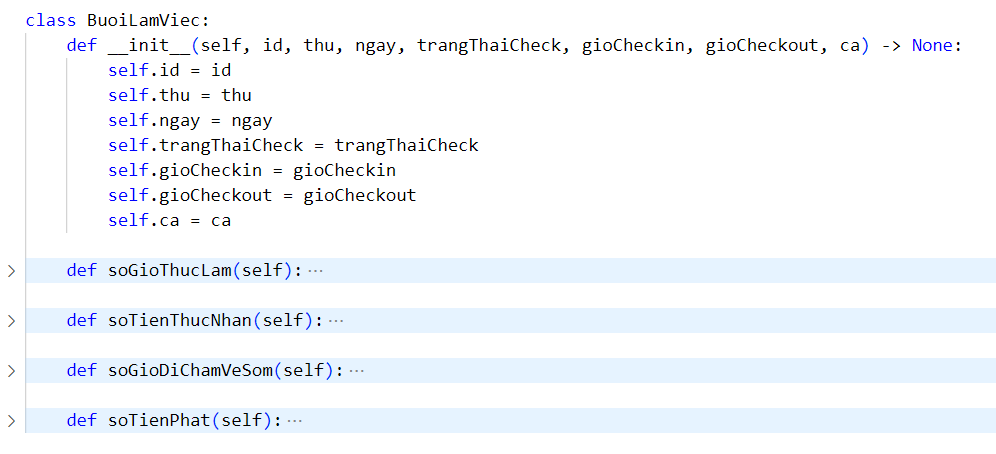 class BuoiLamViec:
def __init__(self, id, thu, ngay, trangThaiCheck, gioCheckin, gioCheckout, ca) -> None:
self.id = id
self.thu = thu
self.ngay = ngay
self.trangThaiCheck = trangThaiCheck
self.gioCheckin = gioCheckin
self.gioCheckout = gioCheckout
self.ca = ca
def soGioThucLam(self): ···
def soTienThucNhan(self): ···
def soGioDiChamVeSom(self): ···
def soTienPhat(self): ···